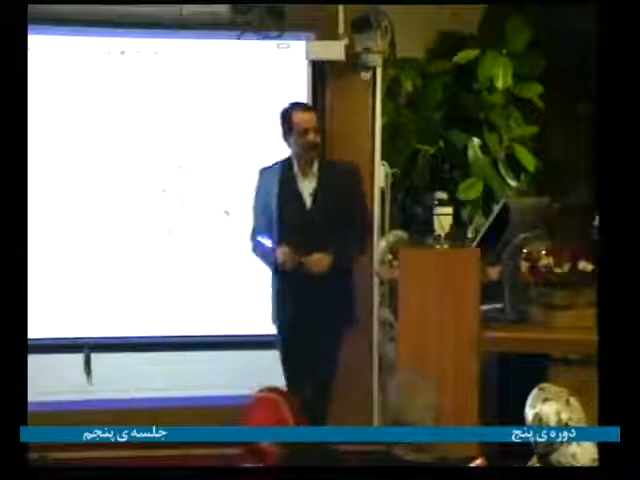 دوره ی پنج
جلسه ی پنجم